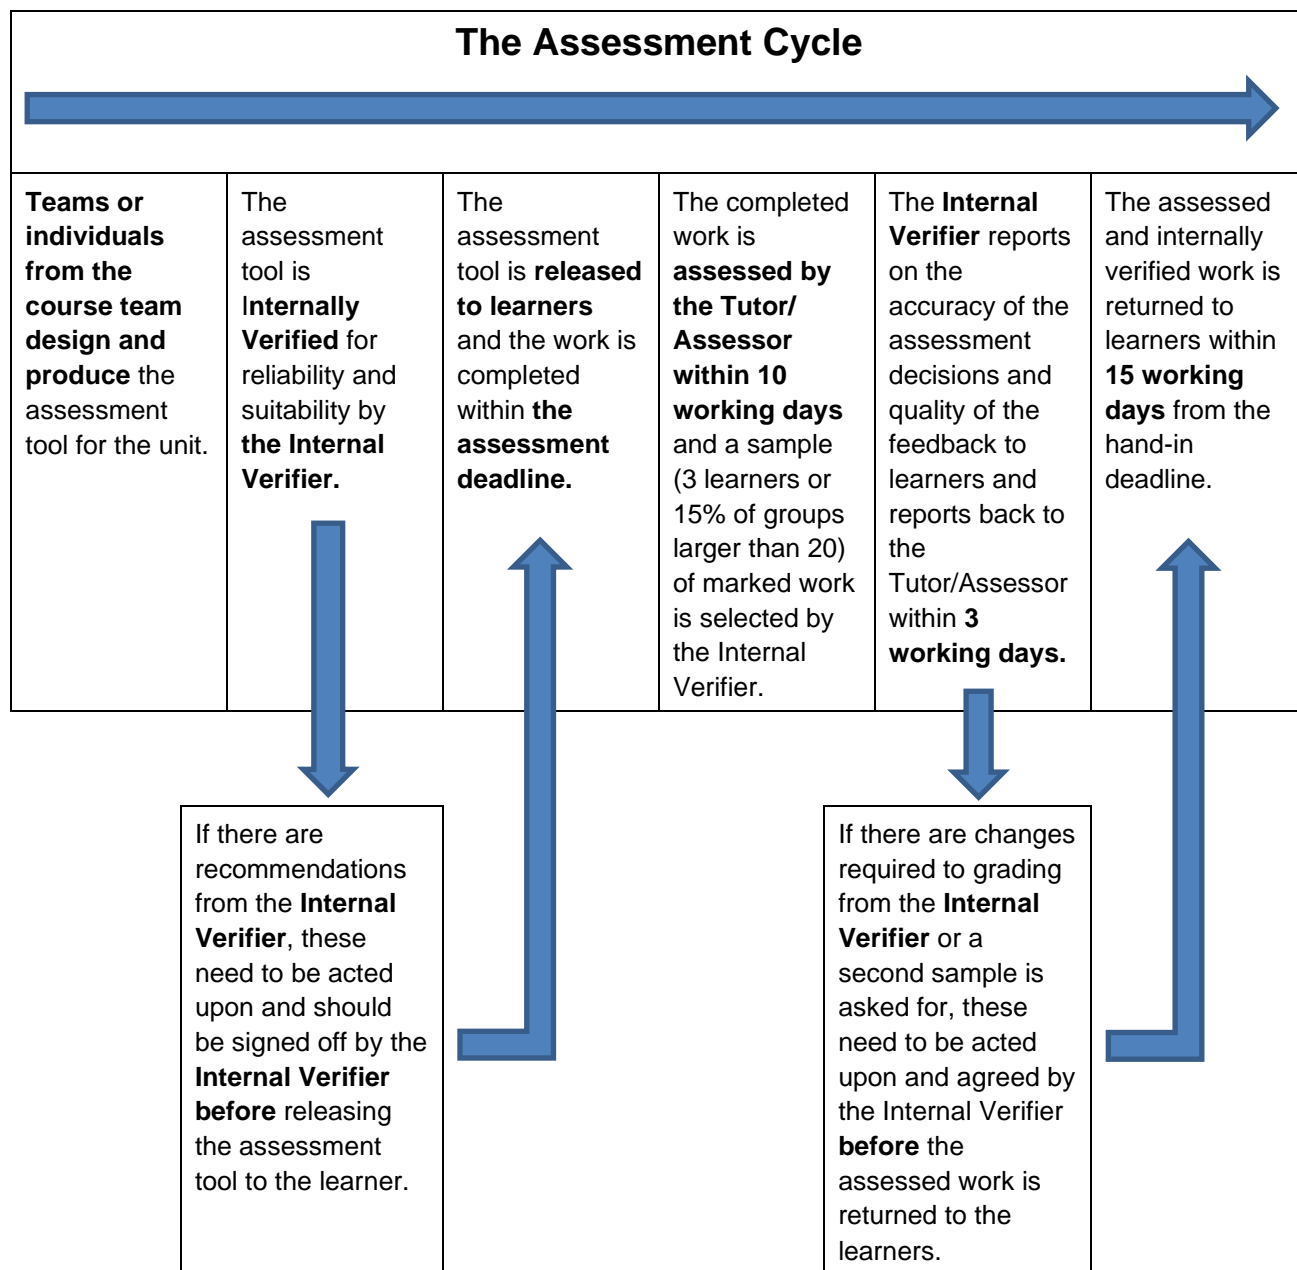 The Assessment Cycle
Teams or
individuals
from the
course team
design and
produce the
assessment
tool for the unit.
The
assessment
tool is
Internally
Verified for
reliability and
suitability by
the Internal
Verifier.
The
assessment
tool is released
to learners
and the work is
completed
within the
assessment
deadline.
The completed
work is
assessed by
the Tutor/
Assessor
within 10
working days
and a sample
(3 learners or
15% of groups
larger than 20)
of marked work
is selected by
the Internal
Verifier.
The Internal
Verifier reports
on the
accuracy of the
assessment
decisions and
quality of the
feedback to
learners and
reports back to
the
Tutor/Assessor
within 3
working days.
The assessed
and internally
verified work is
returned to
learners within
15 working
days from the
hand-in
deadline.
If there are
recommendations
from the Internal
Verifier, these
need to be acted
upon and should
be signed off by the
Internal Verifier
before releasing
the assessment
tool to the learner.
If there are changes
required to grading
from the Internal
Verifier or a
second sample is
asked for, these
need to be acted
upon and agreed by
the Internal Verifier
before the
assessed work is
returned to the
learners.